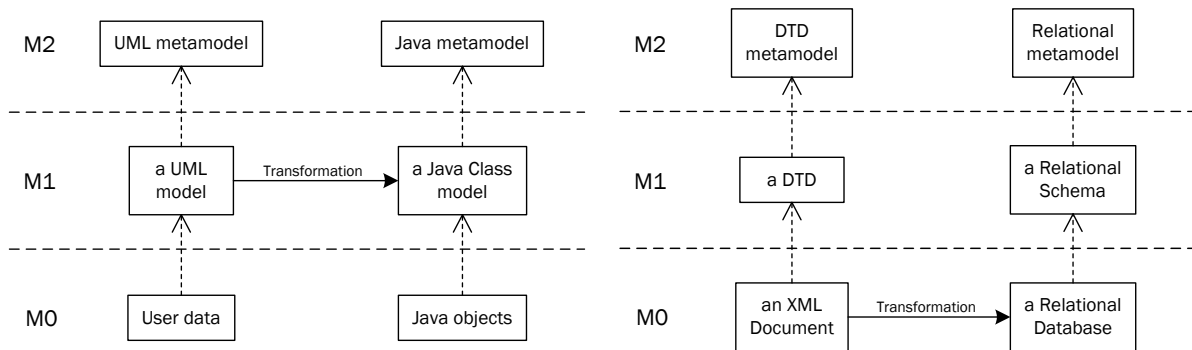 M2
UML metamodel
Java metamodel
M1
a UML
model
Transformation
a Java Class
model
M0
User data
Java objects
M2
DTD
metamodel
Relational
metamodel
M1
a DTD
a Relational
Schema
M0
an XML
Document
Transformation
a Relational
Database